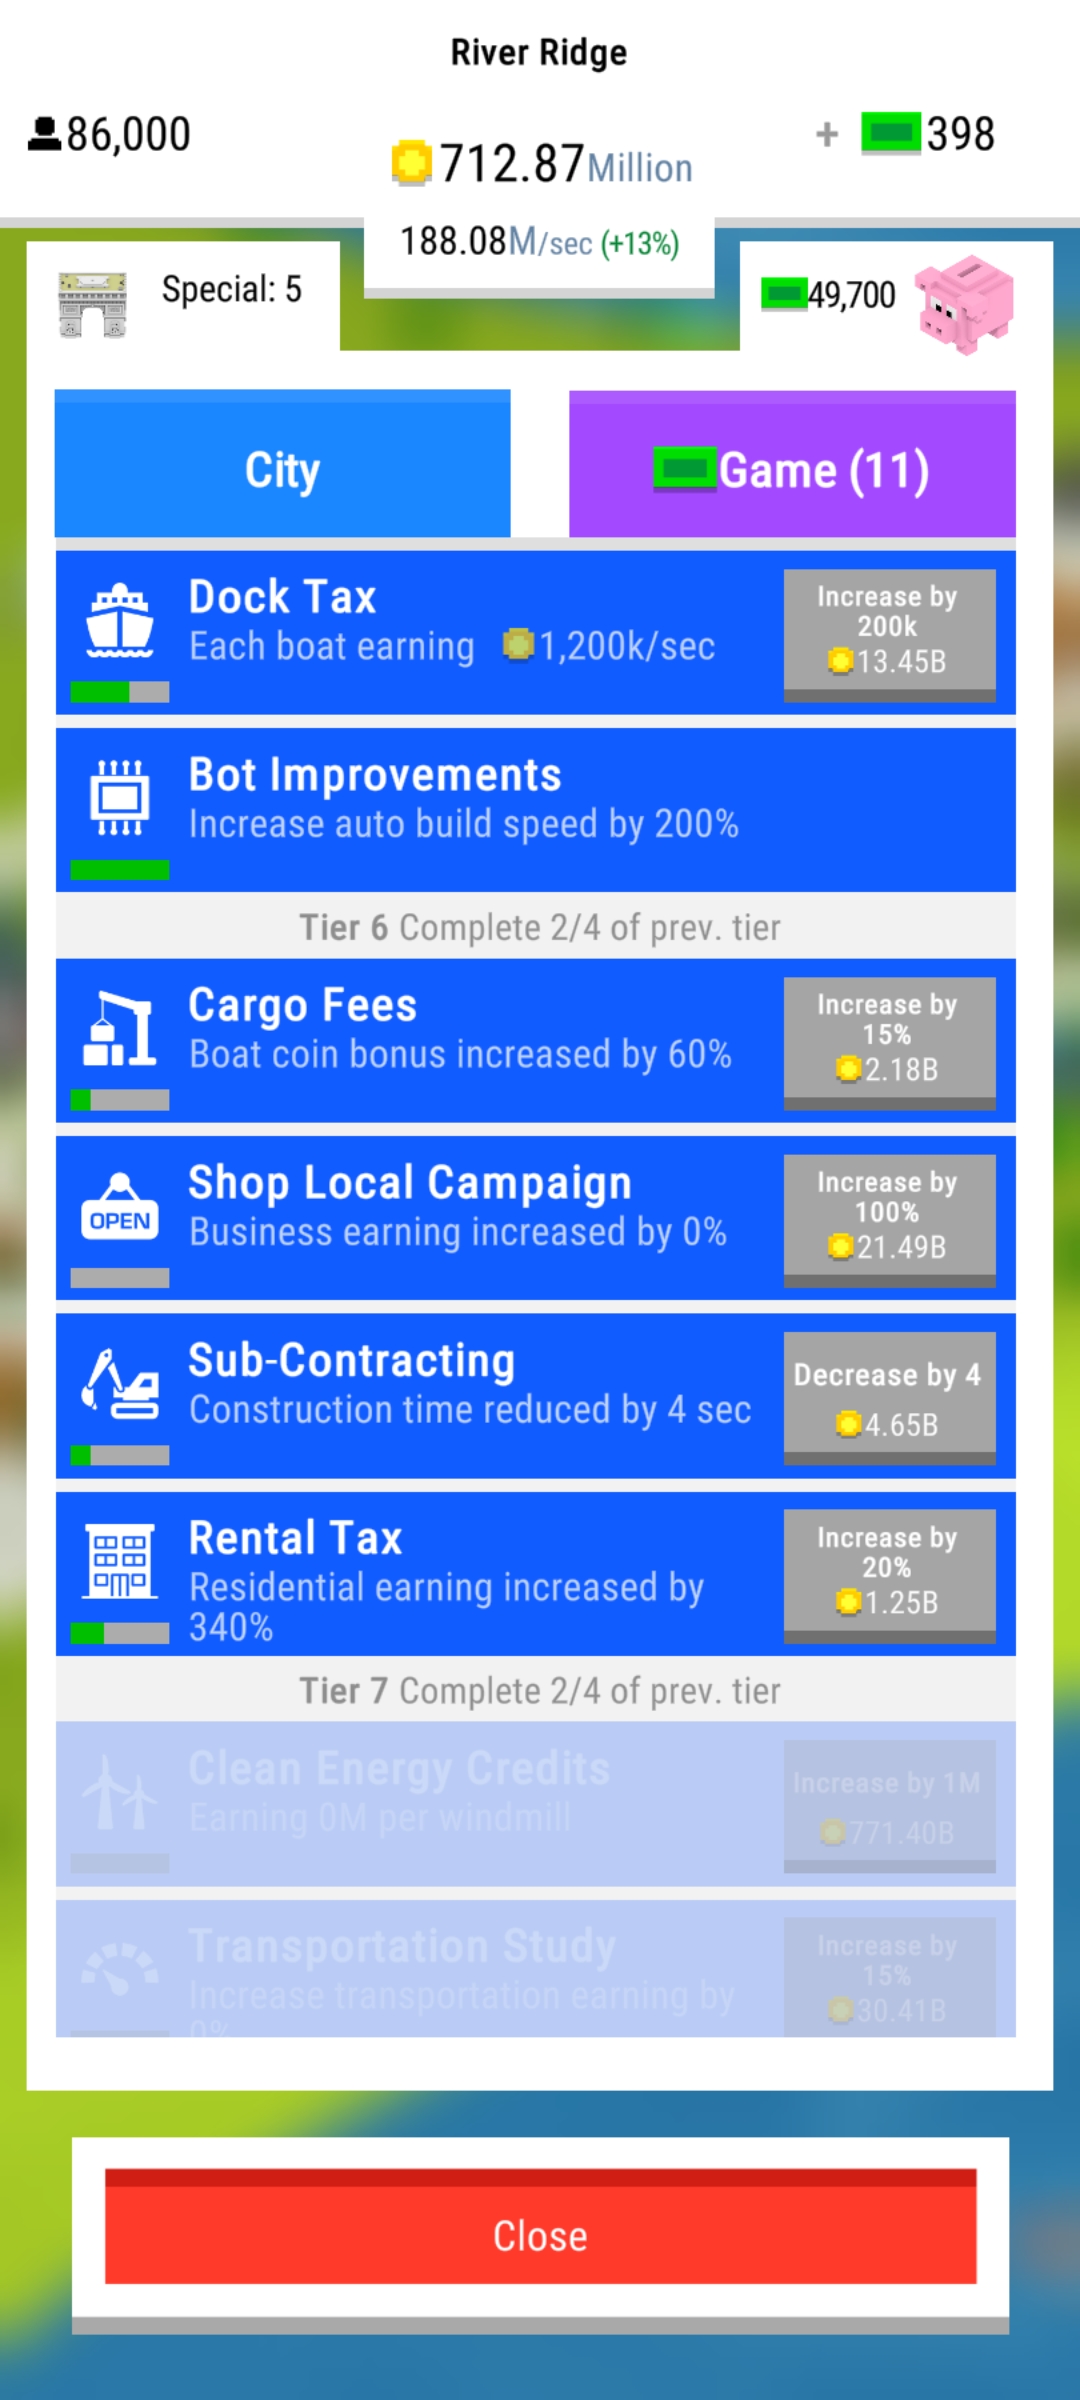 River Ridge
86,000
712.87Million
+ 398
188.08M/sec (+13%)
Special: 5
49,700
City
Game (11)
Dock Tax
Each boat earning 1,200k/sec
Increase by
200k
13.45B
Bot Improvements
Increase auto build speed by 200%
Tier 6 Complete 2/4 of prev. tier
Cargo Fees
Boat coin bonus increased by 60%
Increase by
15%
2.18B
OPEN
Shop Local Campaign
Business earning increased by 0%
Increase by
100%
21.49B
Sub-Contracting
Construction time reduced by 4 sec
Decrease by 4
4.65B
Rental Tax
Residential earning increased by
340%
Increase by
20%
1.25B
Tier 7 Complete 2/4 of prev. tier
Clean Energy Credits
Earning 0M per windmill
Increase by 1M
771.40B
Transportation Study
Increase transportation earning by
0%
Increase by
15%
30.41B
Close